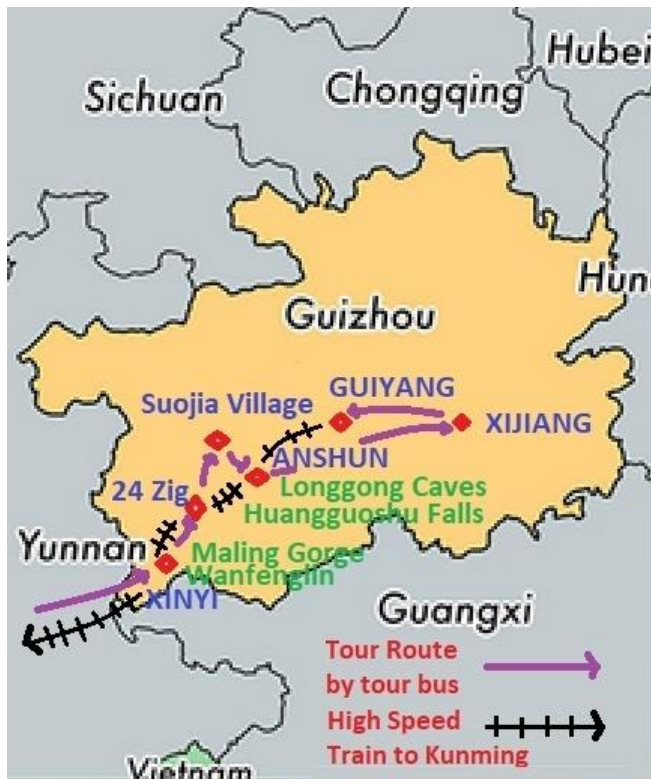 Hubei
Sichuan
Chongqing
Hun
Guizhou
GUIYANG
Suojia Village
XIJIANG
ANSHUN
24 Zig
Longgong Caves
Huangguoshu Falls
Yunnan
Maling Gorge
Wanfenglin
XINYI
Guangxi
Tour Route
by tour bus
High Speed
Train to Kunming
Vietnam